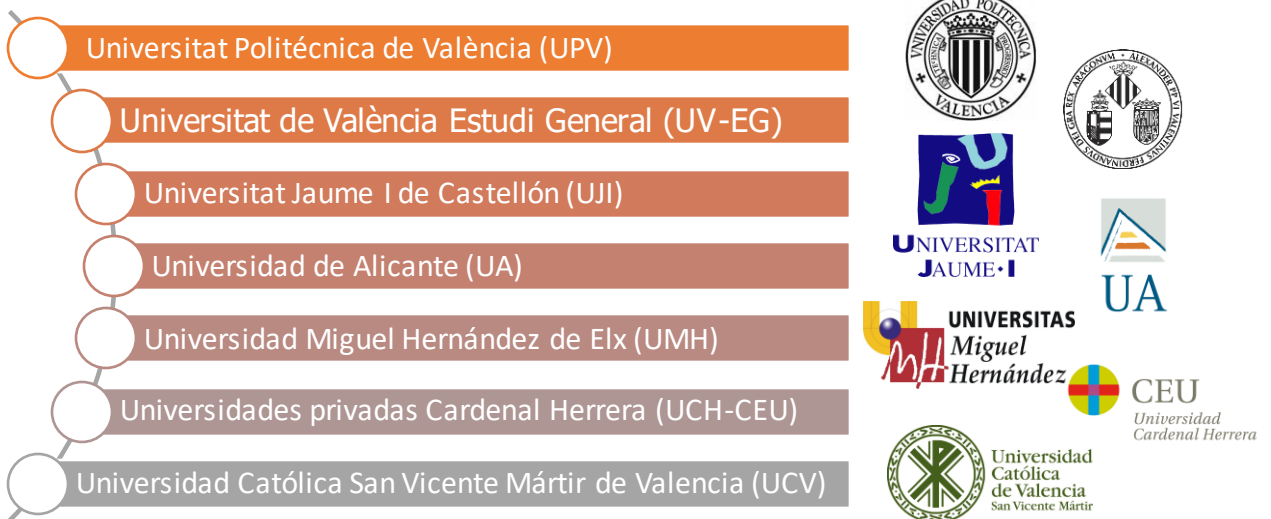 Universitat Politécnica de València (UPV)
Universitat de València Estudi General (UV-EG)
Universitat Jaume I de Castellón (UJI)
Universidad de Alicante (UA)
Universidad Miguel Hernández de Elx (UMH)
Universidades privadas Cardenal Herrera (UCH-CEU)
Universidad Católica San Vicente Mártir de Valencia (UCV)
UNIVERSIDAD POLITECNICA
VALENCIA
UNIVERSITAT
JAUME·I
UA
UNIVERSITAS
Miguel
Hernández
CEU
Universidad
Cardenal Herrera
Universidad
Católica
de Valencia
San Vicente Mártir